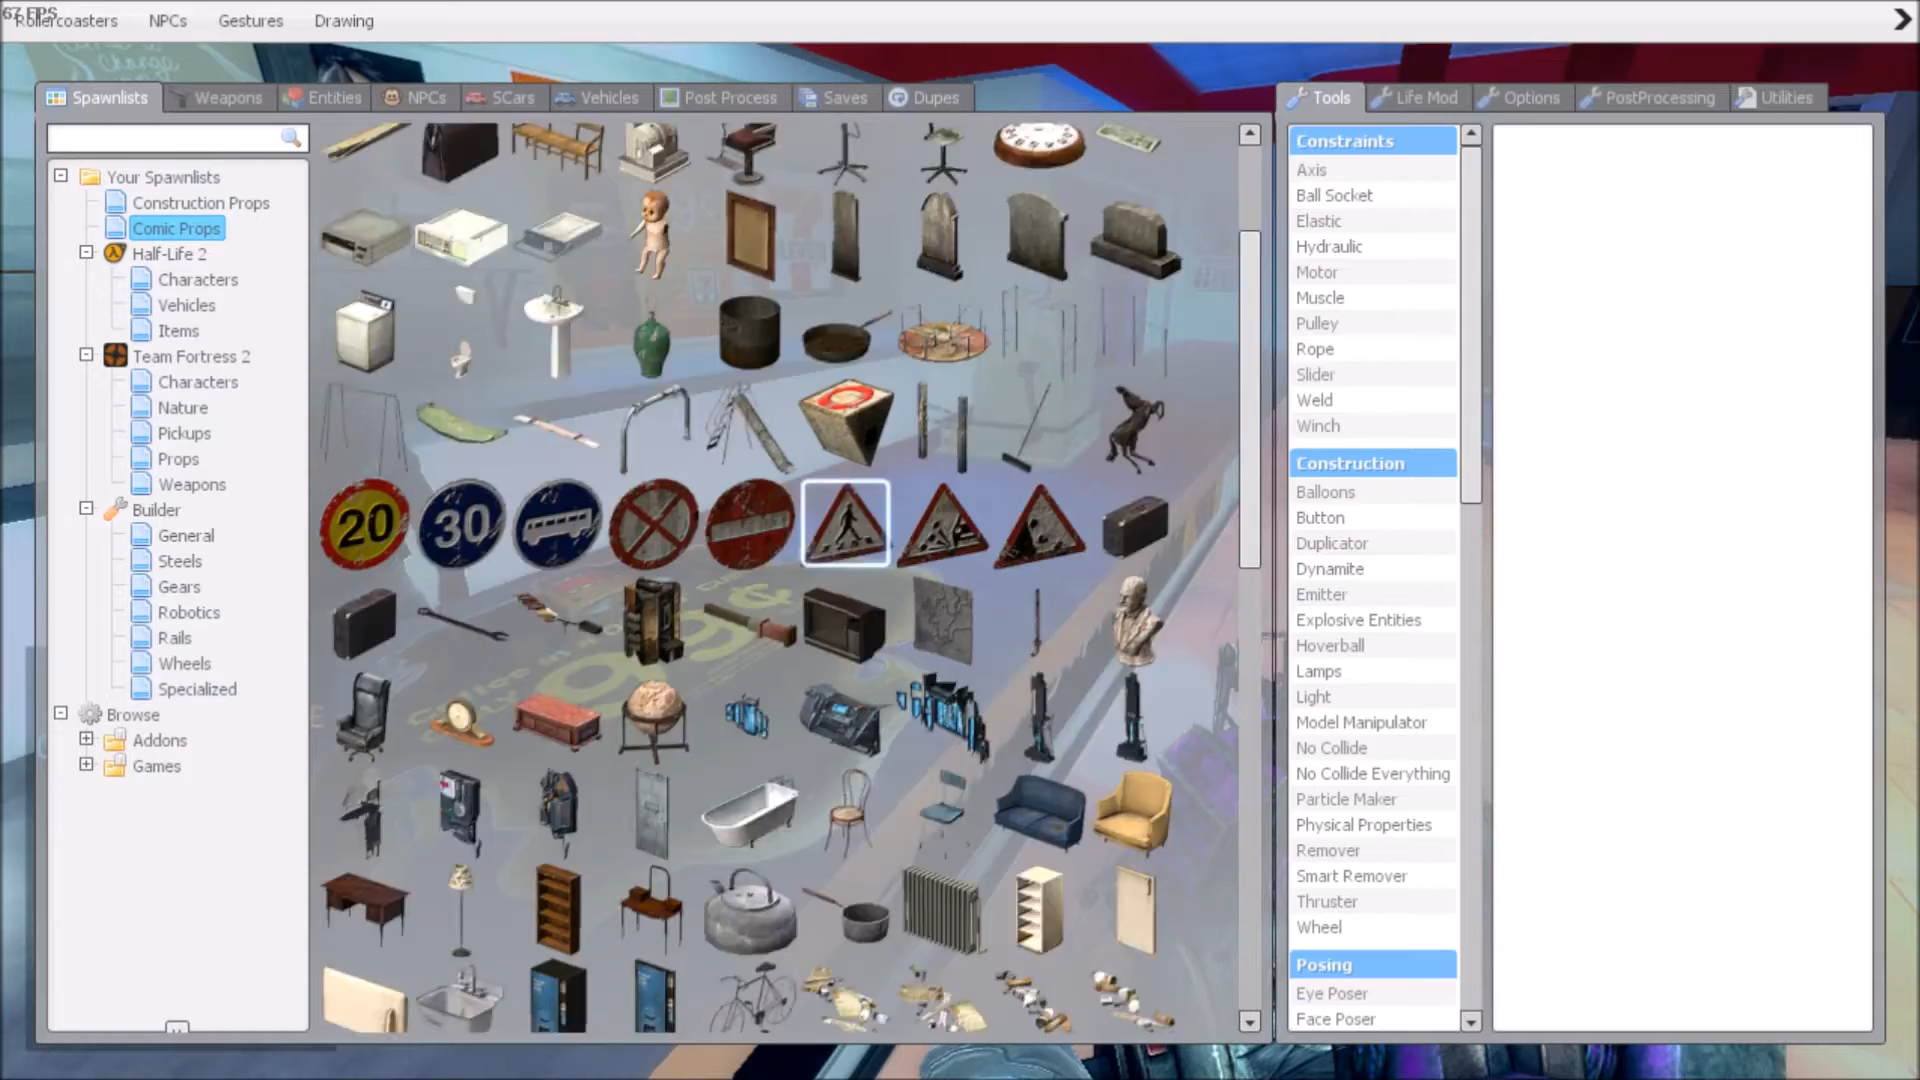 67 FPS
Rollercoasters NPCs Gestures Drawing
Spawnlists Weapons Entities NPCs SCars Vehicles Post Process Saves Dupes
Tools Life Mod Options PostProcessing Utilities
Your Spawnlists
Construction Props
Comic Props
Half-Life 2
Characters
Vehicles
Items
Team Fortress 2
Characters
Nature
Pickups
Props
Weapons
Builder
General
Steels
Gears
Robotics
Rails
Wheels
Specialized
Browse
Addons
Games
20
30
Constraints
Axis
Ball Socket
Elastic
Hydraulic
Motor
Muscle
Pulley
Rope
Slider
Weld
Winch
Construction
Balloons
Button
Duplicator
Dynamite
Emitter
Explosive Entities
Hoverball
Lamps
Light
Model Manipulator
No Collide
No Collide Everything
Particle Maker
Physical Properties
Remover
Smart Remover
Thruster
Wheel
Posing
Eye Poser
Face Poser